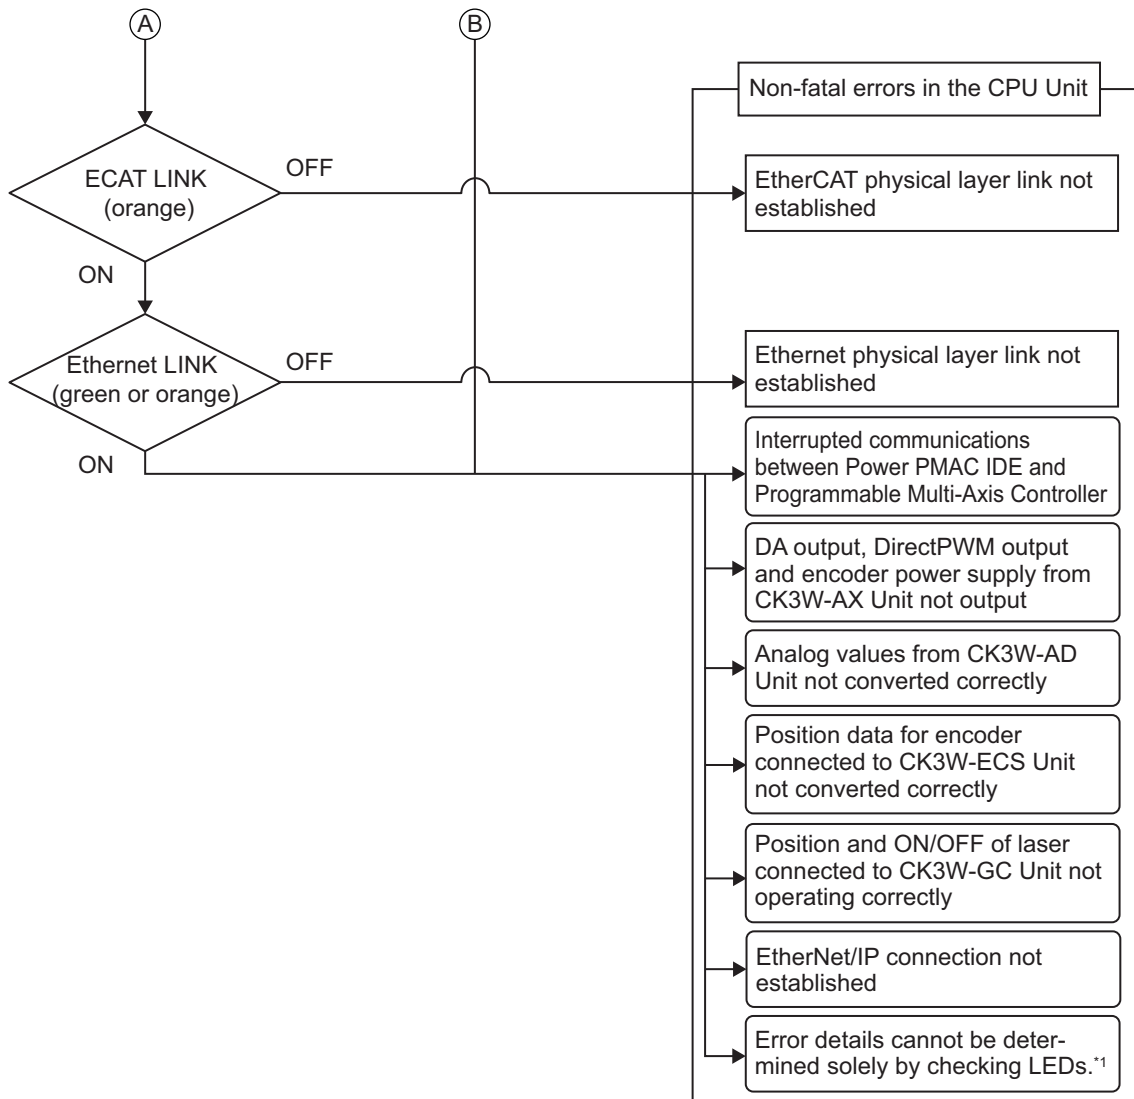 A
B
Non-fatal errors in the CPU Unit
ECAT LINK
(orange)
OFF
EtherCAT physical layer link not
established
ON
Ethernet LINK
(green or orange)
OFF
Ethernet physical layer link not
established
ON
Interrupted communications
between Power PMAC IDE and
Programmable Multi-Axis Controller
DA output, DirectPWM output
and encoder power supply from
CK3W-AX Unit not output
Analog values from CK3W-AD
Unit not converted correctly
Position data for encoder
connected to CK3W-ECS Unit
not converted correctly
Position and ON/OFF of laser
connected to CK3W-GC Unit not
operating correctly
EtherNet/IP connection not
established
Error details cannot be deter-
mined solely by checking LEDs.*1